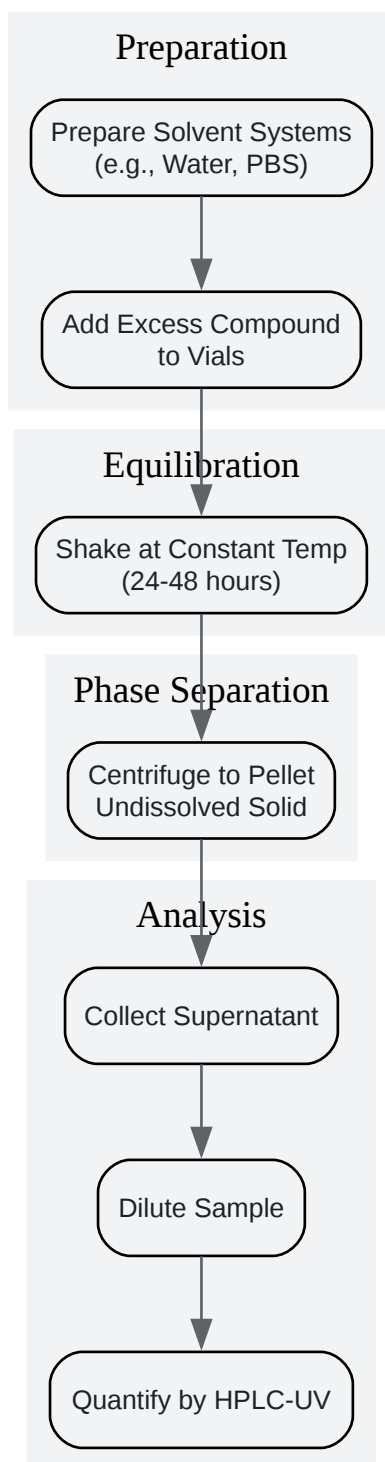 Preparation
Prepare Solvent Systems
(e.g., Water, PBS)
Add Excess Compound
to Vials
Equilibration
Shake at Constant Temp
(24-48 hours)
Phase Separation
Centrifuge to Pellet
Undissolved Solid
Analysis
Collect Supernatant
Dilute Sample
Quantify by HPLC-UV